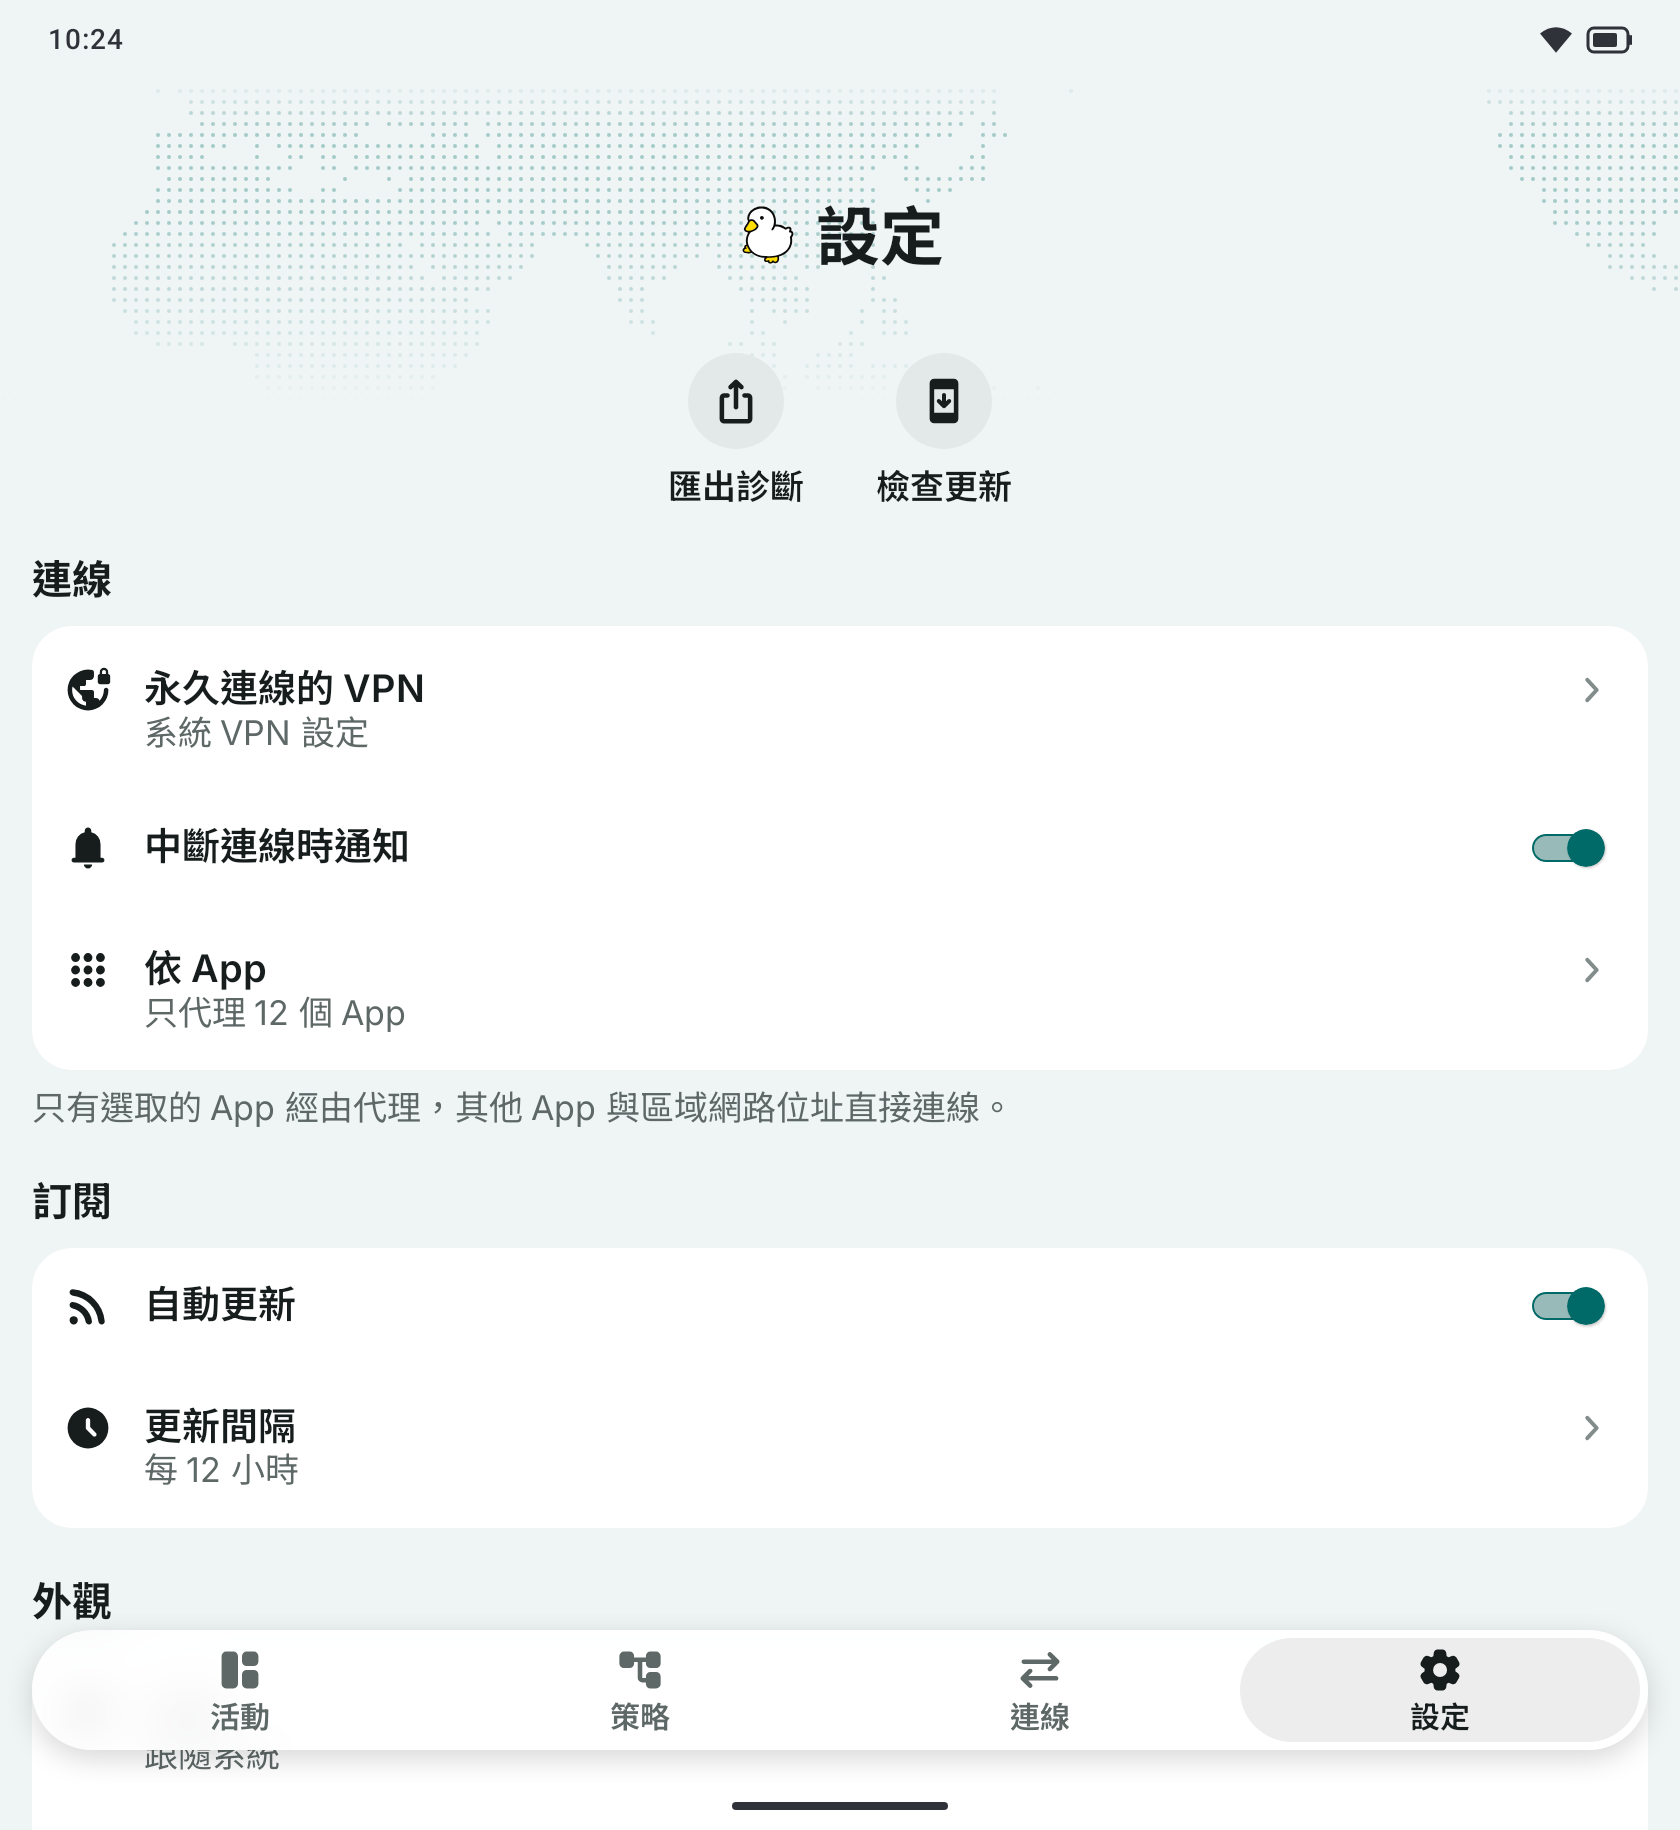 10:24
設定
匯出診斷
檢查更新
連線
永久連線的 VPN
系統 VPN 設定
中斷連線時通知
依 App
只代理 12 個 App
只有選取的 App 經由代理，其他 App 與區域網路位址直接連線。
訂閱
自動更新
更新間隔
每 12 小時
外觀
跟隨系統
活動
策略
連線
設定